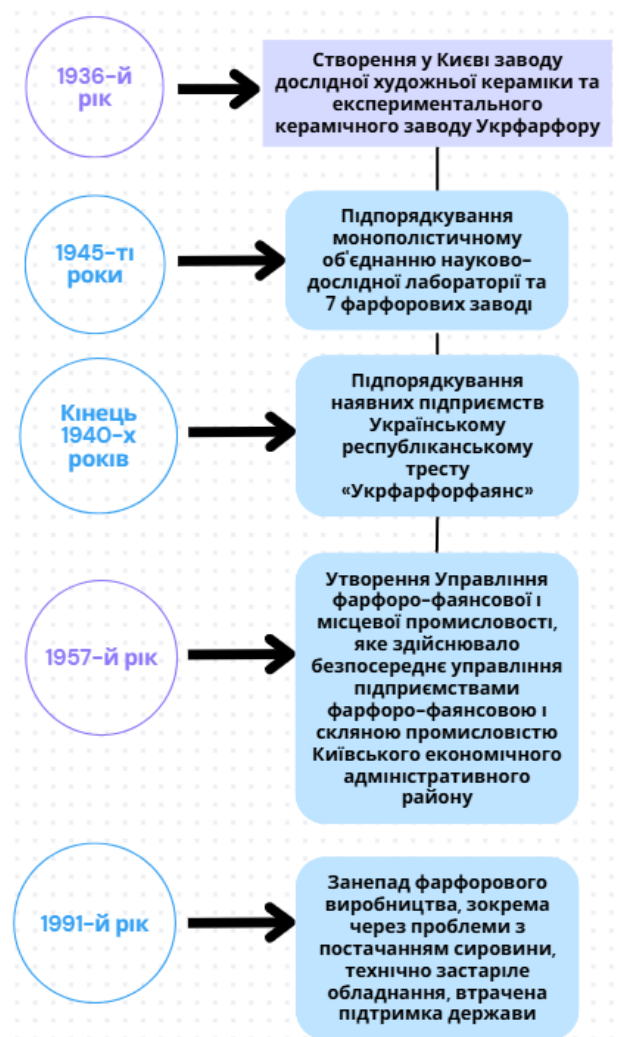 1936-й
рік
Створення у Києві заводу
дослідної художньої кераміки та
експериментального
керамічного заводу Укрфарфору
1945-ті
роки
Підпорядкування
монополістичному
об'єднанню науково-
дослідної лабораторії та
7 фарфорових заводі
Кінець
1940-х
років
Підпорядкування
наявних підприємств
Українському
республіканському
тресту
«Укрфарфорфаянс»
1957-й рік
Утворення Управління
фарфоро-фаянсової і
місцевої промисловості,
яке здійснювало
безпосереднє управління
підприємствами
фарфоро-фаянсовою і
скляною промисловістю
Київського економічного
адміністративного
району
1991-й рік
Занепад фарфорового
виробництва, зокрема
через проблеми з
постачанням сировини,
технічно застаріле
обладнання, втрачена
підтримка держави